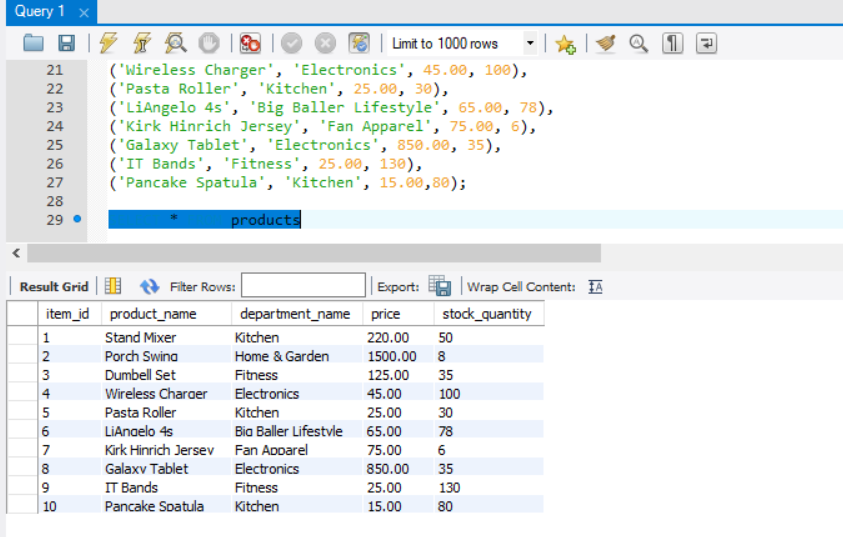 Query 1
Limit to 1000 rows
21 ('Wireless Charger', 'Electronics', 45.00, 100),
22 ('Pasta Roller', 'Kitchen', 25.00, 30),
23 ('LiAngelo 4s', 'Big Baller Lifestyle', 65.00, 78),
24 ('Kirk Hinrich Jersey', 'Fan Apparel', 75.00, 6),
25 ('Galaxy Tablet', 'Electronics', 850.00, 35),
26 ('IT Bands', 'Fitness', 25.00, 130),
27 ('Pancake Spatula', 'Kitchen', 15.00,80);
28
29 * products
Result Grid Filter Rows: Export: Wrap Cell Content: IA
item_id product_name department_name price stock_quantity
1 Stand Mixer Kitchen 220.00 50
2 Porch Swing Home & Garden 1500.00 8
3 Dumbell Set Fitness 125.00 35
4 Wireless Charger Electronics 45.00 100
5 Pasta Roller Kitchen 25.00 30
6 LiAngelo 4s Big Baller Lifestyle 65.00 78
7 Kirk Hinrich Jersey Fan Apparel 75.00 6
8 Galaxy Tablet Electronics 850.00 35
9 IT Bands Fitness 25.00 130
10 Pancake Spatula Kitchen 15.00 80